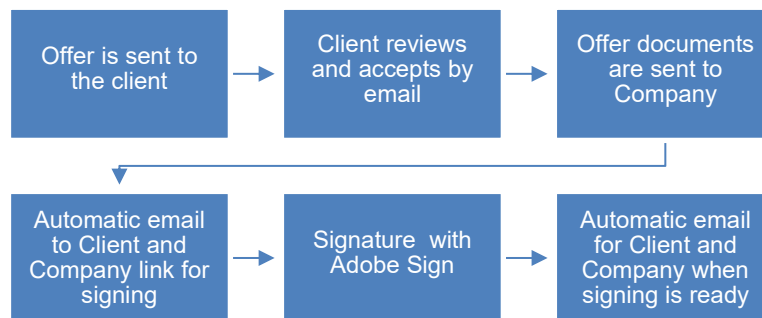 Offer is sent to
the client
Client reviews
and accepts by
email
Offer documents
are sent to
Company
Automatic email
to Client and
Company link for
signing
Signature with
Adobe Sign
Automatic email
for Client and
Company when
signing is ready